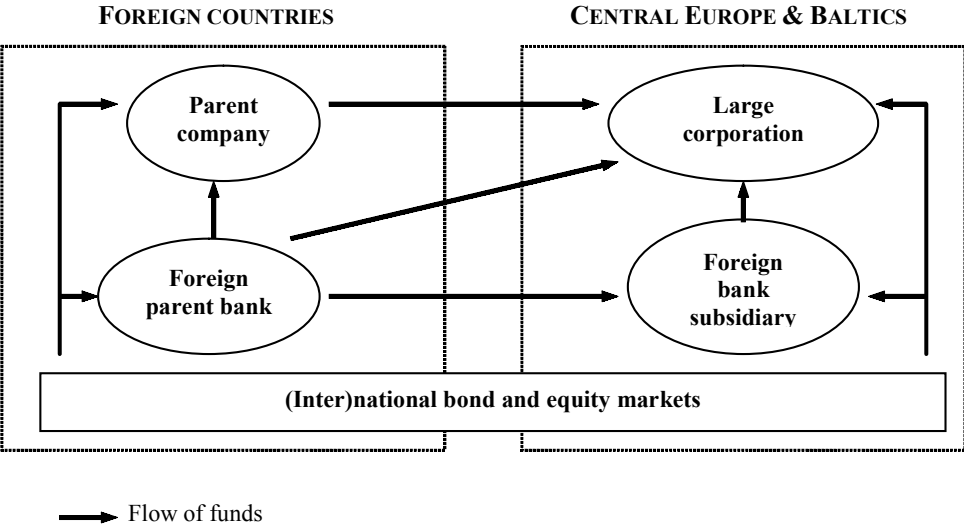 FOREIGN COUNTRIES
CENTRAL EUROPE & BALTICS
Parent
company
Large
corporation
Foreign
parent bank
Foreign
bank
subsidiary
(Inter)national bond and equity markets
Flow of funds